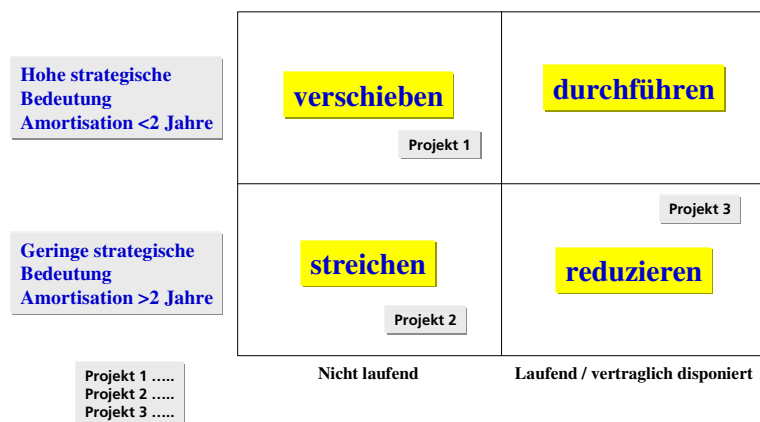 Hohe strategische
Bedeutung
Amortisation <2 Jahre
verschieben
durchführen
Projekt 1
Geringe strategische
Bedeutung
Amortisation >2 Jahre
Projekt 3
streichen
reduzieren
Projekt 2
Nicht laufend
Laufend / vertraglich disponiert
Projekt 1 .....
Projekt 2 .....
Projekt 3 .....